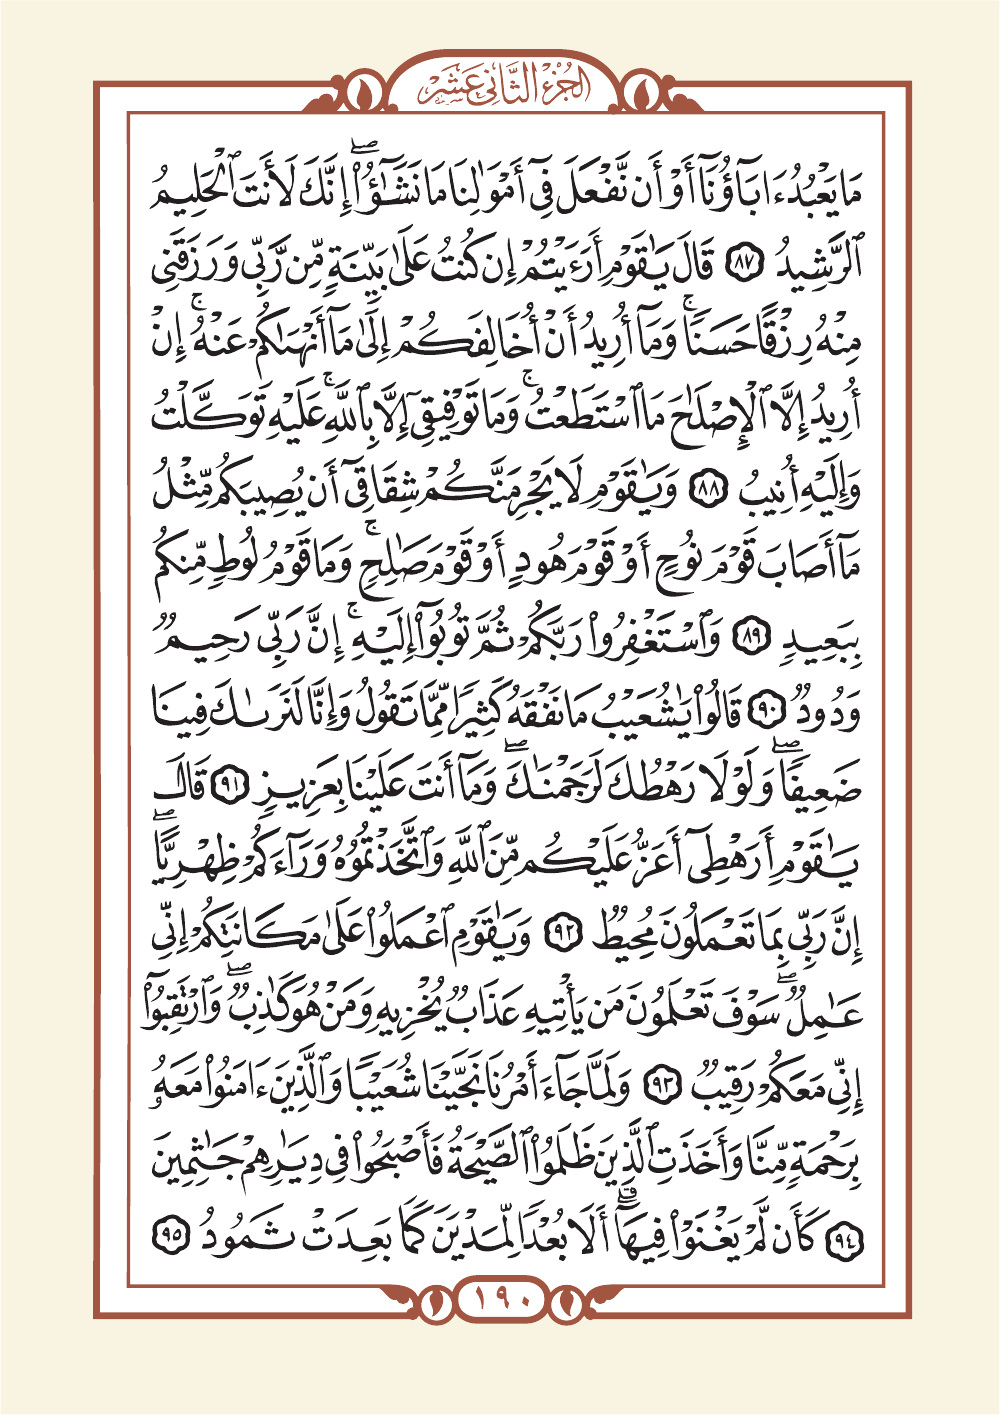 الجزء الثاني عشر
مَا يَعْبُدُ ءَابَآؤُنَآ أَوْ أَن نَّفْعَلَ فِىٓ أَمْوَٰلِنَا مَا نَشَـٰٓؤُا۟ ۖ إِنَّكَ لَأَنتَ ٱلْحَلِيمُ
ٱلرَّشِيدُ ٨٧ قَالَ يَـٰقَوْمِ أَرَءَيْتُمْ إِن كُنتُ عَلَىٰ بَيِّنَةٍ مِّن رَّبِّى وَرَزَقَنِى
مِنْهُ رِزْقًا حَسَنًا ۚ وَمَآ أُرِيدُ أَنْ أُخَالِفَكُمْ إِلَىٰ مَآ أَنْهَىٰكُمْ عَنْهُ ۚ إِنْ
أُرِيدُ إِلَّا ٱلْإِصْلَـٰحَ مَا ٱسْتَطَعْتُ ۚ وَمَا تَوْفِيقِىٓ إِلَّا بِٱللَّهِ ۚ عَلَيْهِ تَوَكَّلْتُ
وَإِلَيْهِ أُنِيبُ ٨٨ وَيَـٰقَوْمِ لَا يَجْرِمَنَّكُمْ شِقَاقِىٓ أَن يُصِيبَكُم مِّثْلُ
مَآ أَصَابَ قَوْمَ نُوحٍ أَوْ قَوْمَ هُودٍ أَوْ قَوْمَ صَـٰلِحٍ ۚ وَمَا قَوْمُ لُوطٍ مِّنكُم
بِبَعِيدٍ ٨٩ وَٱسْتَغْفِرُوا۟ رَبَّكُمْ ثُمَّ تُوبُوٓا۟ إِلَيْهِ ۚ إِنَّ رَبِّى رَحِيمٌ
وَدُودٌ ٩٠ قَالُوا۟ يَـٰشُعَيْبُ مَا نَفْقَهُ كَثِيرًا مِّمَّا تَقُولُ وَإِنَّا لَنَرَىٰكَ فِينَا
ضَعِيفًا ۖ وَلَوْلَا رَهْطُكَ لَرَجَمْنَـٰكَ ۖ وَمَآ أَنتَ عَلَيْنَا بِعَزِيزٍ ٩١ قَالَ
يَـٰقَوْمِ أَرَهْطِىٓ أَعَزُّ عَلَيْكُم مِّنَ ٱللَّهِ وَٱتَّخَذْتُمُوهُ وَرَآءَكُمْ ظِهْرِيًّا ۖ
إِنَّ رَبِّى بِمَا تَعْمَلُونَ مُحِيطٌ ٩٢ وَيَـٰقَوْمِ ٱعْمَلُوا۟ عَلَىٰ مَكَانَتِكُمْ إِنِّى
عَـٰمِلٌ ۖ سَوْفَ تَعْلَمُونَ مَن يَأْتِيهِ عَذَابٌ يُخْزِيهِ وَمَنْ هُوَ كَـٰذِبٌ ۖ وَٱرْتَقِبُوٓا۟
إِنِّى مَعَكُمْ رَقِيبٌ ٩٣ وَلَمَّا جَآءَ أَمْرُنَا نَجَّيْنَا شُعَيْبًا وَٱلَّذِينَ ءَامَنُوا۟ مَعَهُۥ
بِرَحْمَةٍ مِّنَّا وَأَخَذَتِ ٱلَّذِينَ ظَلَمُوا۟ ٱلصَّيْحَةُ فَأَصْبَحُوا۟ فِى دِيَـٰرِهِمْ جَـٰثِمِينَ
٩٤ كَأَن لَّمْ يَغْنَوْا۟ فِيهَآ ۗ أَلَا بُعْدًا لِّمَدْيَنَ كَمَا بَعِدَتْ ثَمُودُ ٩٥
١٩٠